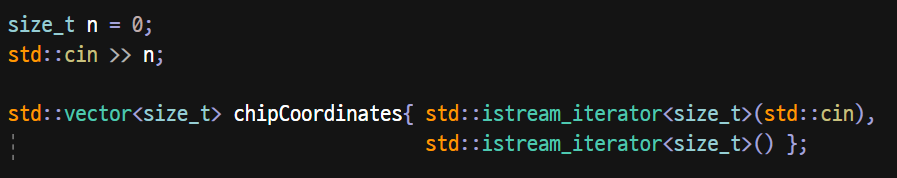 size_t n = 0;
std::cin >> n;
std::vector<size_t> chipCoordinates{ std::istream_iterator<size_t>(std::cin),
std::istream_iterator<size_t>() };